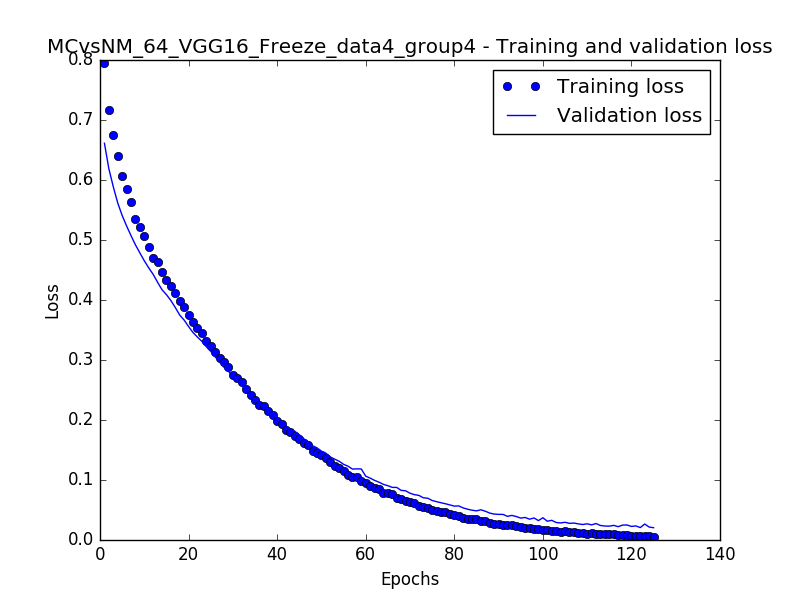 MCvsNM_64_VGG16_Freeze_data4_group4 - Training and validation loss
Training loss
Validation loss
0.8
0.7
0.6
0.5
0.4
0.3
0.2
0.1
0.0
Loss
0 20 40 60 80 100 120 140
Epochs